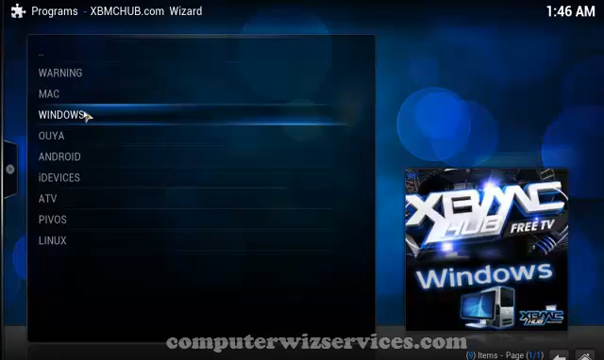 Programs - XBMCHUB.com Wizard
1:46 AM
..
WARNING
MAC
WINDOWS
OUYA
ANDROID
iDEVICES
ATV
PIVOS
LINUX
XBMC
HUB FREE TV
Windows
XBMC
computerwizservices.com
(9) Items - Page (1/1)